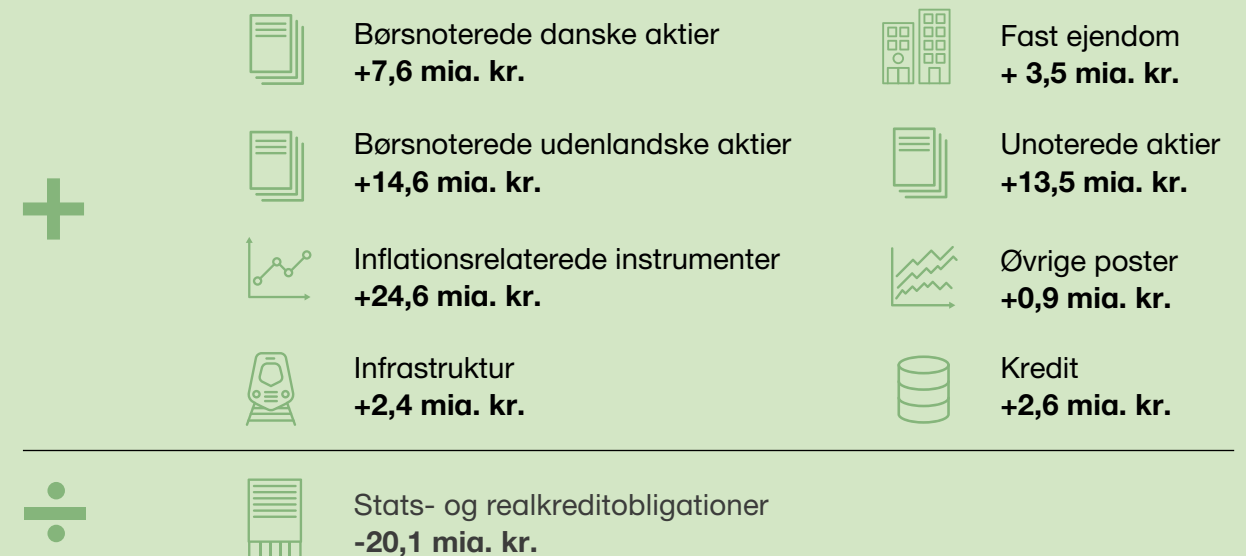 Børsnoterede danske aktier
+7,6 mia. kr.
Børsnoterede udenlandske aktier
+14,6 mia. kr.
Inflationsrelaterede instrumenter
+24,6 mia. kr.
Infrastruktur
+2,4 mia. kr.
Fast ejendom
+ 3,5 mia. kr.
Unoterede aktier
+13,5 mia. kr.
Øvrige poster
+0,9 mia. kr.
Kredit
+2,6 mia. kr.
Stats- og realkreditobligationer
-20,1 mia. kr.